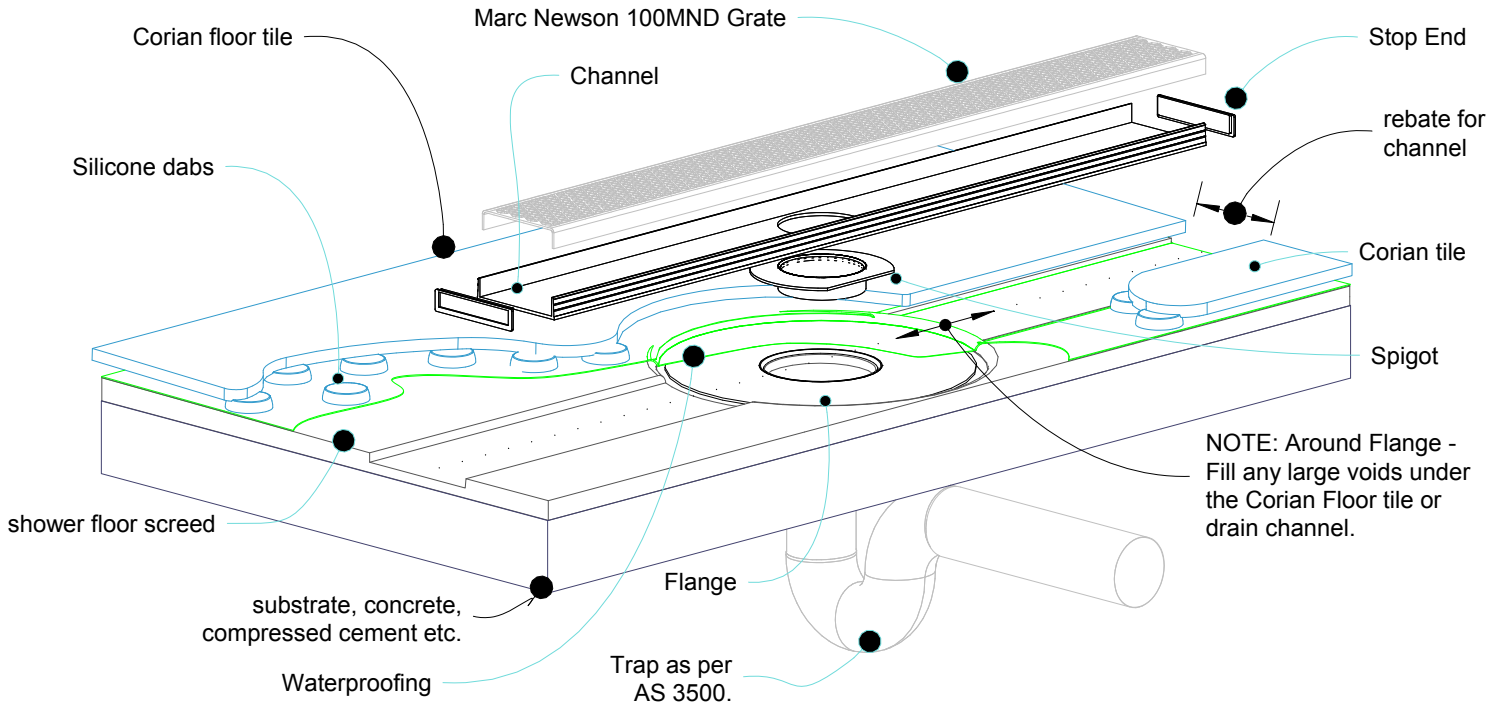 Marc Newson 100MND Grate
Corian floor tile
Stop End
Channel
rebate for
channel
Silicone dabs
Corian tile
Spigot
NOTE: Around Flange -
Fill any large voids under
the Corian Floor tile or
drain channel.
shower floor screed
Flange
substrate, concrete,
compressed cement etc.
Trap as per
AS 3500.
Waterproofing